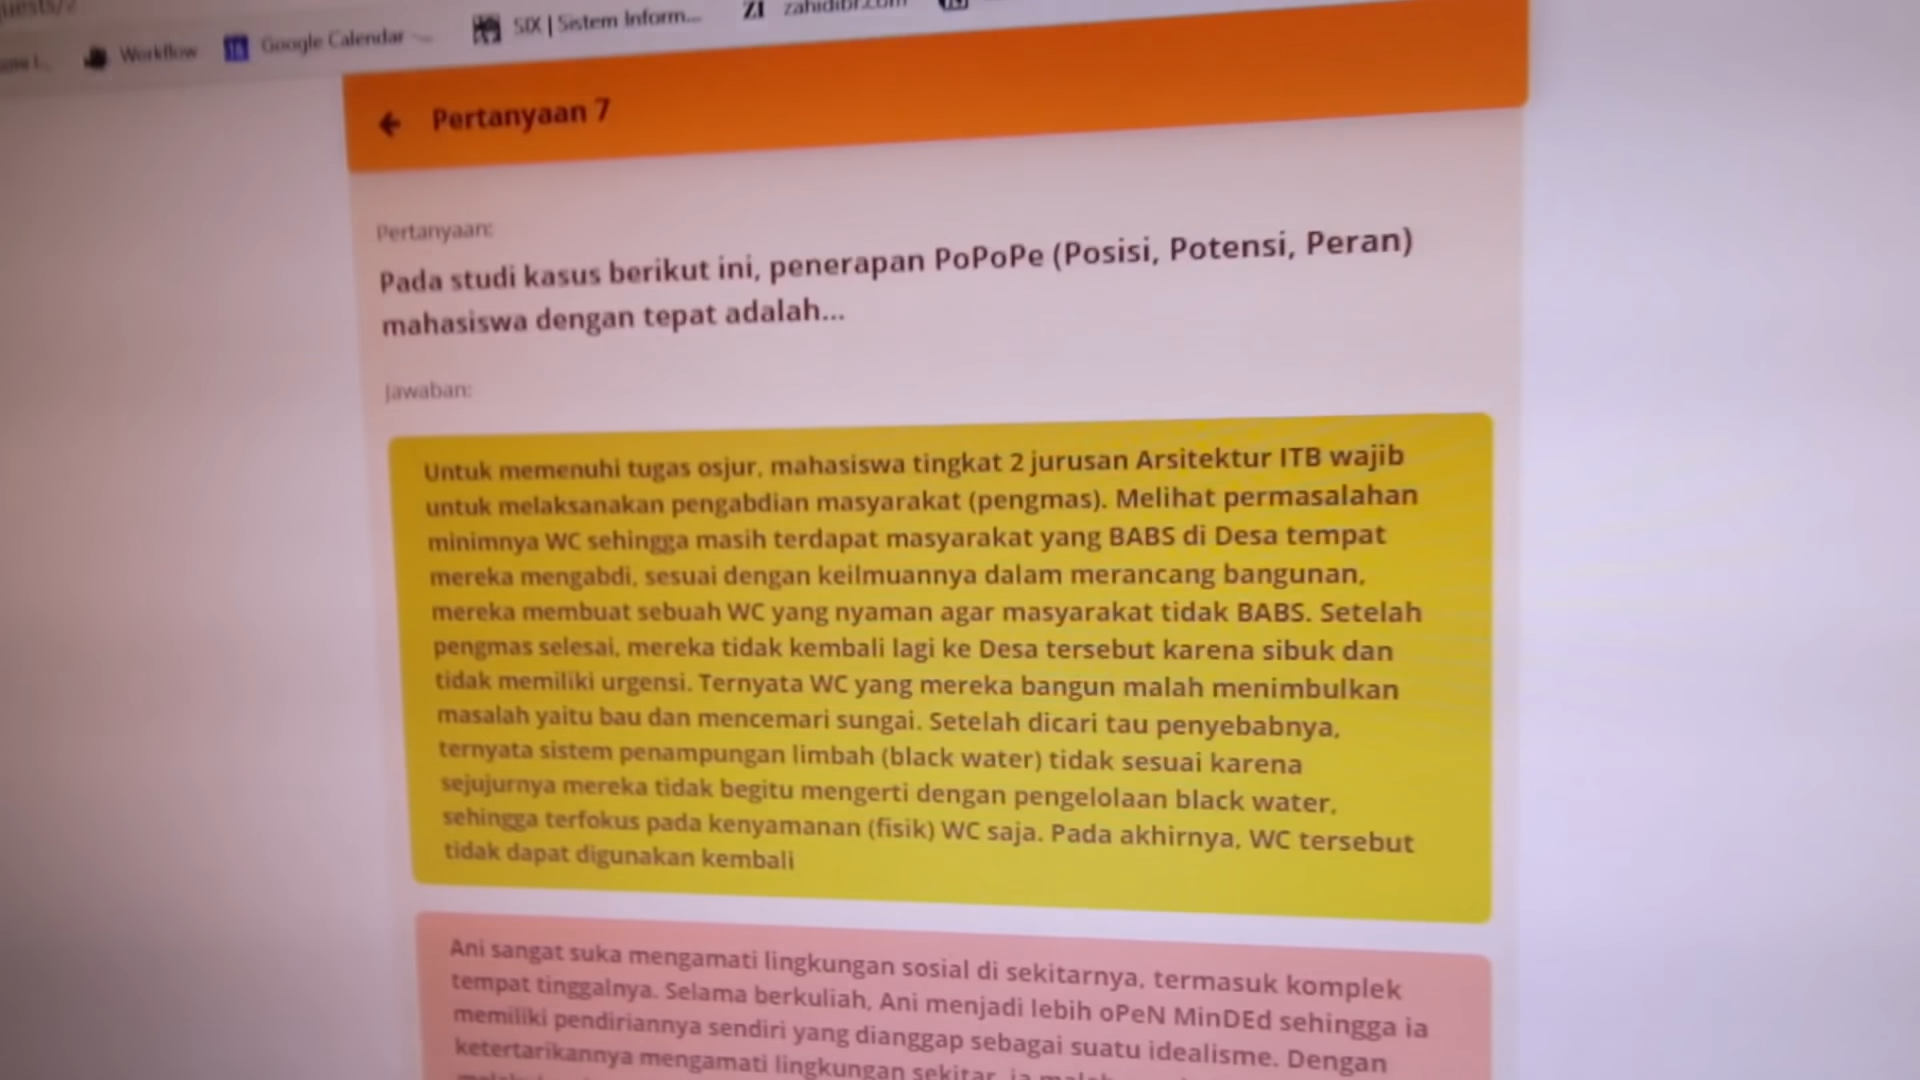 Workflow
Google Calendar
SIX | Sistem Inform...
ZI zahidibr.com
Pertanyaan 7
Pertanyaan:
Pada studi kasus berikut ini, penerapan PoPoPe (Posisi, Potensi, Peran)
mahasiswa dengan tepat adalah...
Jawaban:
Untuk memenuhi tugas osjur, mahasiswa tingkat 2 jurusan Arsitektur ITB wajib
untuk melaksanakan pengabdian masyarakat (pengmas). Melihat permasalahan
minimnya WC sehingga masih terdapat masyarakat yang BABS di Desa tempat
mereka mengabdi, sesuai dengan keilmuannya dalam merancang bangunan,
mereka membuat sebuah WC yang nyaman agar masyarakat tidak BABS. Setelah
pengmas selesai, mereka tidak kembali lagi ke Desa tersebut karena sibuk dan
tidak memiliki urgensi. Ternyata WC yang mereka bangun malah menimbulkan
masalah yaitu bau dan mencemari sungai. Setelah dicari tau penyebabnya,
ternyata sistem penampungan limbah (black water) tidak sesuai karena
sejujurnya mereka tidak begitu mengerti dengan pengelolaan black water,
sehingga terfokus pada kenyamanan (fisik) WC saja. Pada akhirnya, WC tersebut
tidak dapat digunakan kembali
Ani sangat suka mengamati lingkungan sosial di sekitarnya, termasuk komplek
tempat tinggalnya. Selama berkuliah, Ani menjadi lebih oPeN MinDEd sehingga ia
memiliki pendiriannya sendiri yang dianggap sebagai suatu idealisme. Dengan
ketertarikannya mengamati lingkungan sekitar, ia